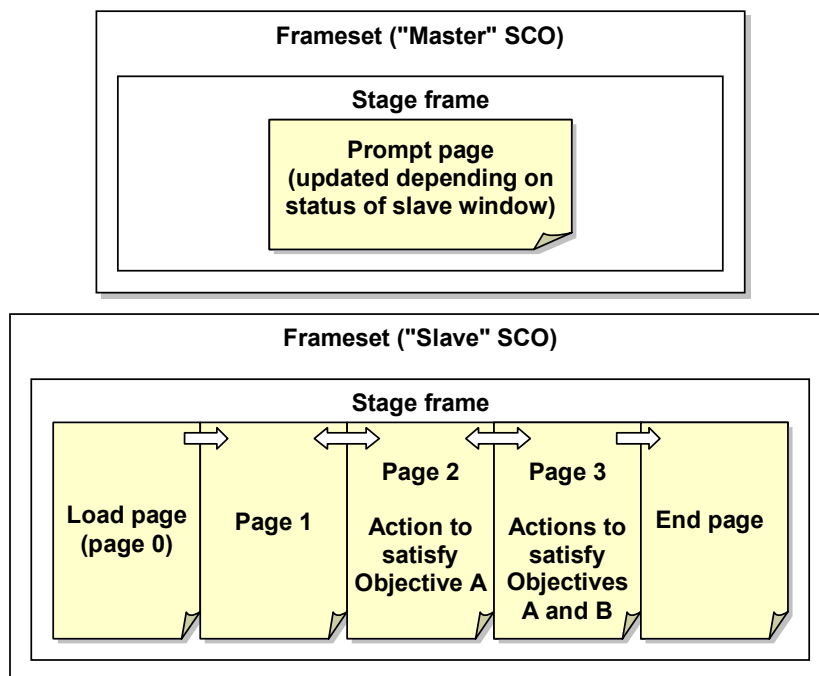 Frameset ("Master" SCO)
Stage frame
Prompt page
(updated depending on
status of slave window)
Frameset ("Slave" SCO)
Stage frame
Load page
(page 0)
Page 1
Page 2
Action to
satisfy
Objective A
Page 3
Actions to
satisfy
Objectives
A and B
End page